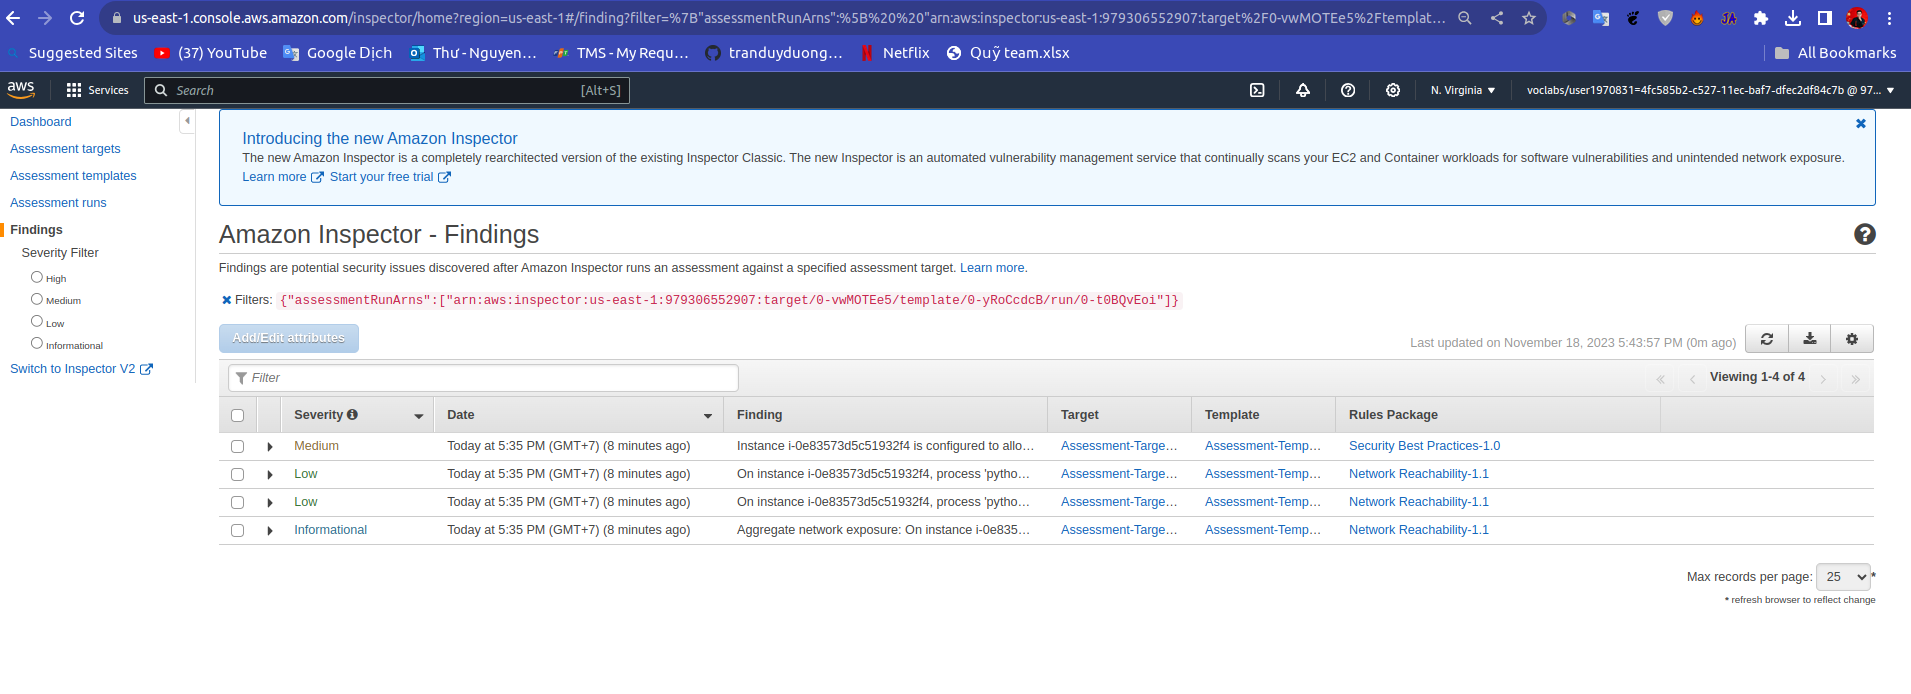 us-east-1.console.aws.amazon.com/inspector/home?region=us-east-1#/finding?filter=%7B"assessmentRunArns":%5B%20%20"arn:aws:inspector:us-east-1:979306552907:target%2F0-vwMOTEe5%2Ftemplat...
Suggested Sites (37) YouTube Google Dịch Thư - Nguyen... TMS - My Requ... tranduyduong... Netflix Quỹ team.xlsx All Bookmarks
aws Services Search [Alt+S] N. Virginia voclabs/user1970831=4fc585b2-c527-11ec-baf7-dfec2df84c7b @ 97...
Dashboard
Assessment targets
Assessment templates
Assessment runs
Findings
Severity Filter
High
Medium
Low
Informational
Switch to Inspector V2
Introducing the new Amazon Inspector
The new Amazon Inspector is a completely rearchitected version of the existing Inspector Classic. The new Inspector is an automated vulnerability management service that continually scans your EC2 and Container workloads for software vulnerabilities and unintended network exposure.
Learn more Start your free trial
Amazon Inspector - Findings
Findings are potential security issues discovered after Amazon Inspector runs an assessment against a specified assessment target. Learn more.
Filters: {"assessmentRunArns":["arn:aws:inspector:us-east-1:979306552907:target/0-vwMOTEe5/template/0-yRoCcdcB/run/0-t0BQvEoi"]}
Add/Edit attributes
Last updated on November 18, 2023 5:43:57 PM (0m ago)
Filter
« ‹ Viewing 1-4 of 4 › »
Severity Date Finding Target Template Rules Package
Medium Today at 5:35 PM (GMT+7) (8 minutes ago) Instance i-0e83573d5c51932f4 is configured to allo... Assessment-Targe... Assessment-Temp... Security Best Practices-1.0
Low Today at 5:35 PM (GMT+7) (8 minutes ago) On instance i-0e83573d5c51932f4, process 'pytho... Assessment-Targe... Assessment-Temp... Network Reachability-1.1
Low Today at 5:35 PM (GMT+7) (8 minutes ago) On instance i-0e83573d5c51932f4, process 'pytho... Assessment-Targe... Assessment-Temp... Network Reachability-1.1
Informational Today at 5:35 PM (GMT+7) (8 minutes ago) Aggregate network exposure: On instance i-0e835... Assessment-Targe... Assessment-Temp... Network Reachability-1.1
Max records per page: 25 *
* refresh browser to reflect change